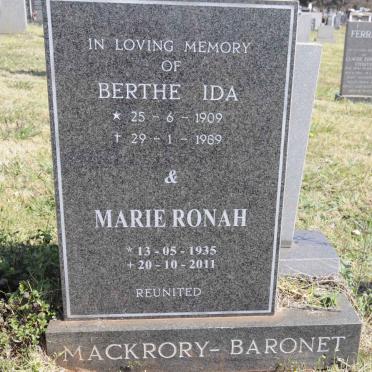 IN LOVING MEMORY
OF
BERTHE IDA
★ 25 - 6 - 1909
† 29 - 1 - 1989
&
MARIE RONAH
* 13 - 05 - 1935
+ 20 - 10 - 2011
REUNITED
MACKRORY- BARONET